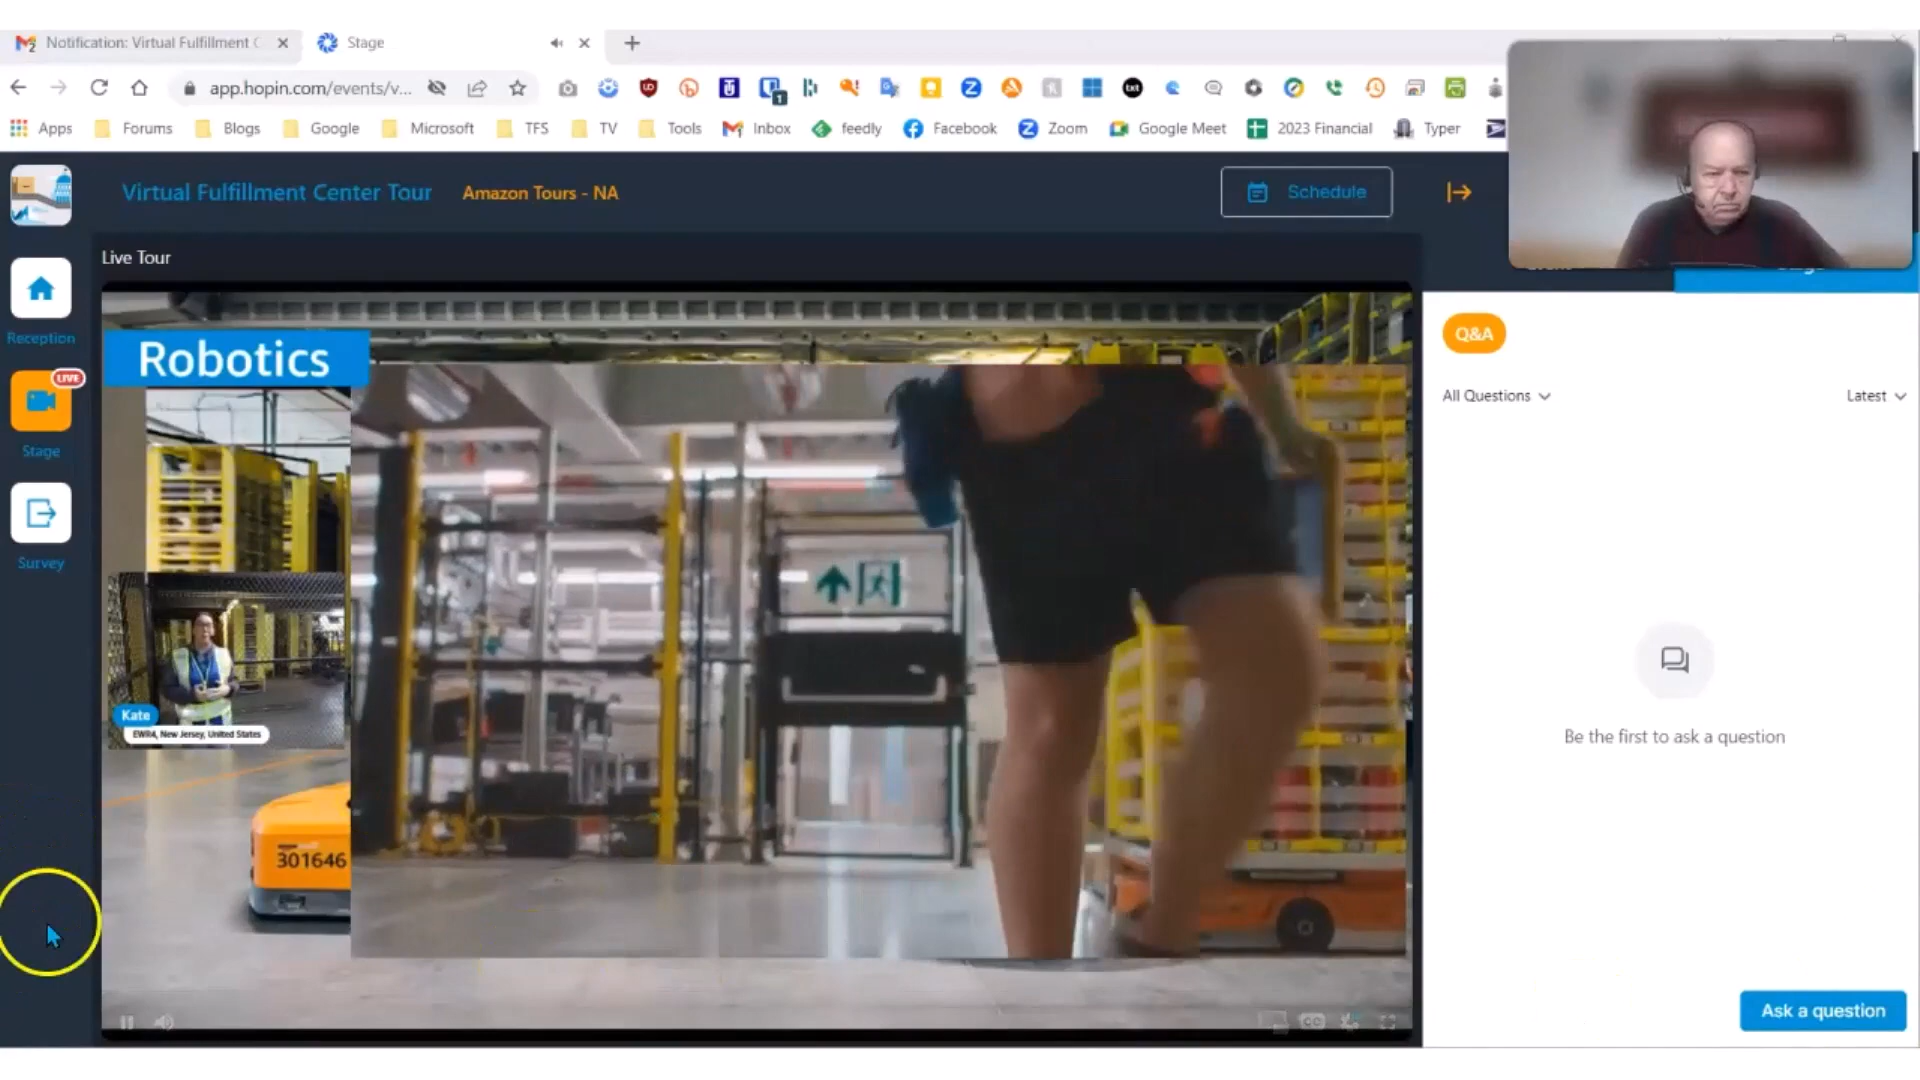 Notification: Virtual Fulfillment C
Stage
app.hopin.com/events/v...
Apps
Forums
Blogs
Google
Microsoft
TFS
TV
Tools
Inbox
feedly
Facebook
Zoom
Google Meet
2023 Financial
Typer
Virtual Fulfillment Center Tour
Amazon Tours - NA
Schedule
Live Tour
Reception
LIVE
Stage
Survey
Robotics
Kate
EWR4, New Jersey, United States
301646
Q&A
All Questions
Latest
Be the first to ask a question
Ask a question